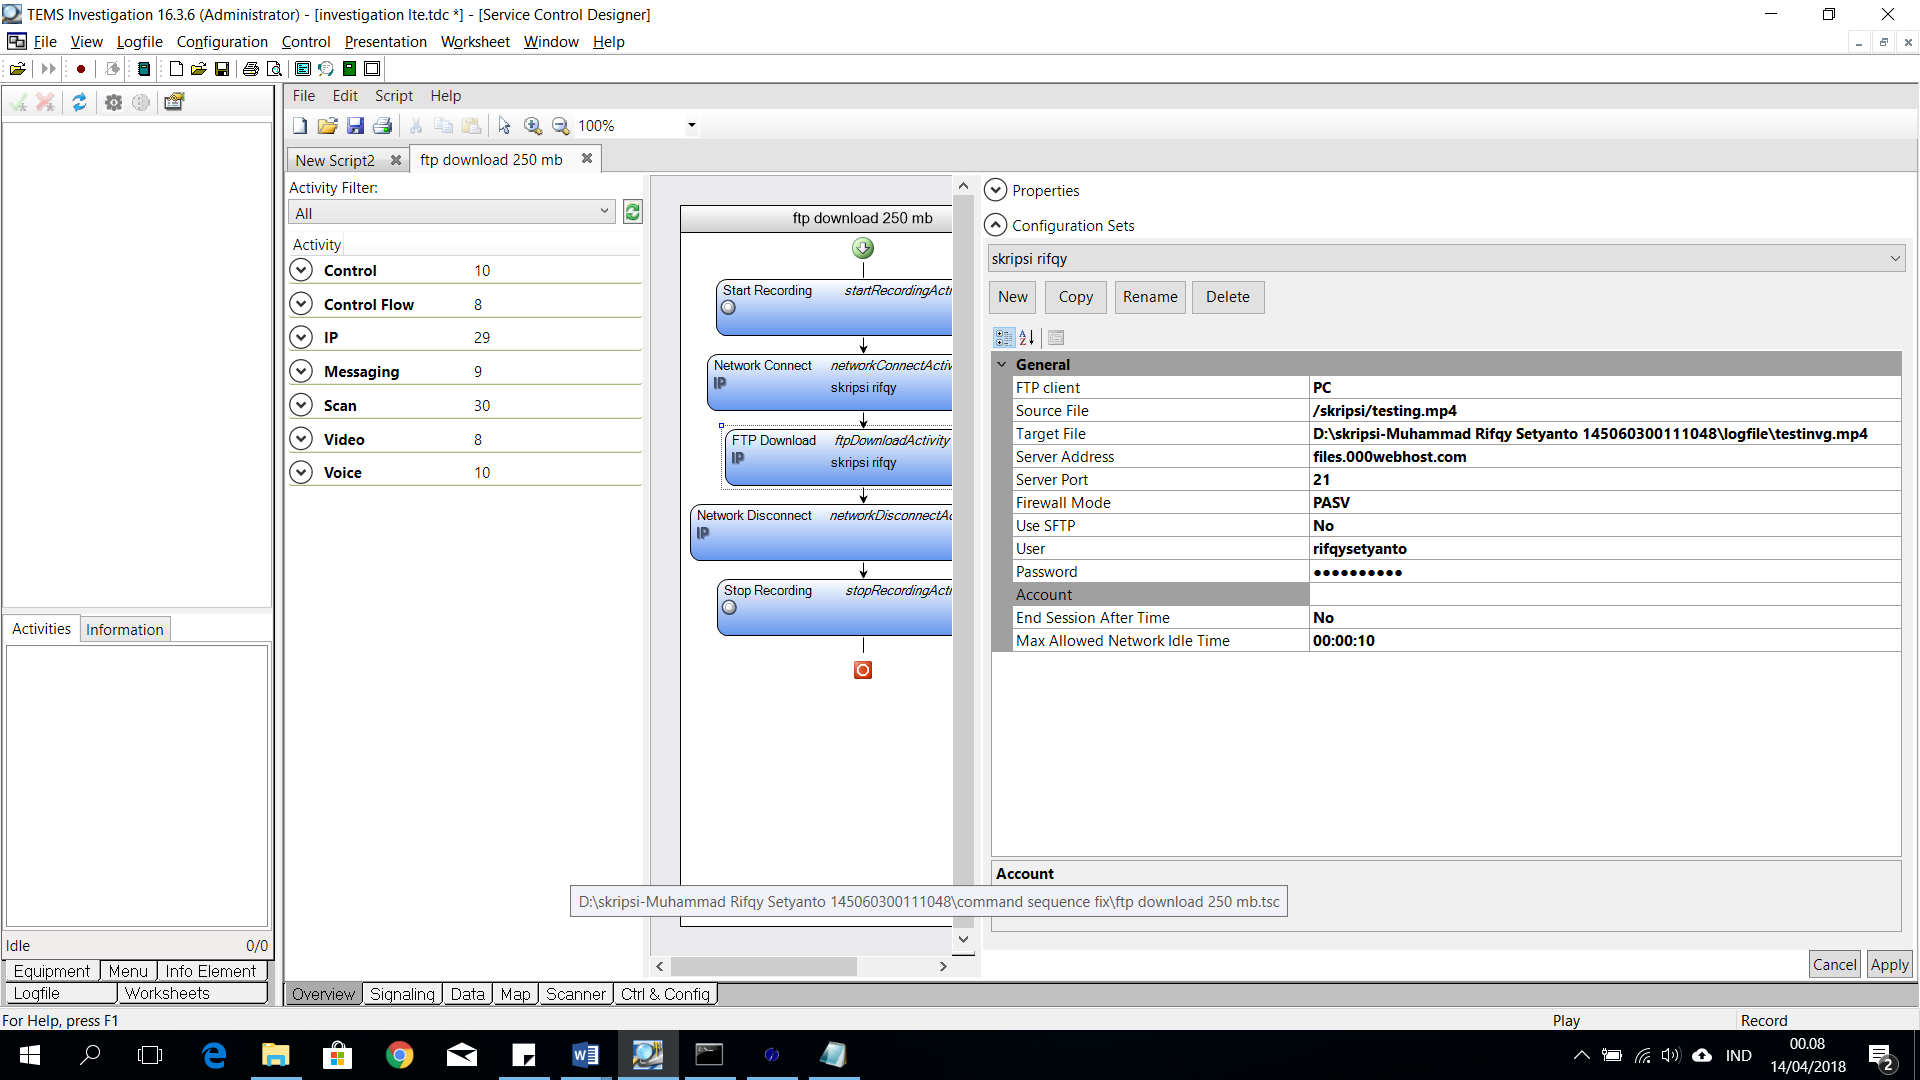 TEMS Investigation 16.3.6 (Administrator) - [investigation lte.tdc *] - [Service Control Designer]
File View Logfile Configuration Control Presentation Worksheet Window Help
File Edit Script Help
100%
New Script2
ftp download 250 mb
Activity Filter:
All
Activity
Control 10
Control Flow 8
IP 29
Messaging 9
Scan 30
Video 8
Voice 10
ftp download 250 mb
Start Recording startRecordingActi
Network Connect networkConnectActiv
IP skripsi rifqy
FTP Download ftpDownloadActivity
IP skripsi rifqy
Network Disconnect networkDisconnectAc
IP
Stop Recording stopRecordingActi
Properties
Configuration Sets
skripsi rifqy
New Copy Rename Delete
General
FTP client PC
Source File /skripsi/testing.mp4
Target File D:\skripsi-Muhammad Rifqy Setyanto 145060300111048\logfile\testinvg.mp4
Server Address files.000webhost.com
Server Port 21
Firewall Mode PASV
Use SFTP No
User rifqysetyanto
Password ●●●●●●●●●●
Account
End Session After Time No
Max Allowed Network Idle Time 00:00:10
Account
D:\skripsi-Muhammad Rifqy Setyanto 145060300111048\command sequence fix\ftp download 250 mb.tsc
Cancel Apply
Activities Information
Idle 0/0
Equipment Menu Info Element
Logfile Worksheets
Overview Signaling Data Map Scanner Ctrl & Config
For Help, press F1
Play Record
IND
00.08
14/04/2018
2